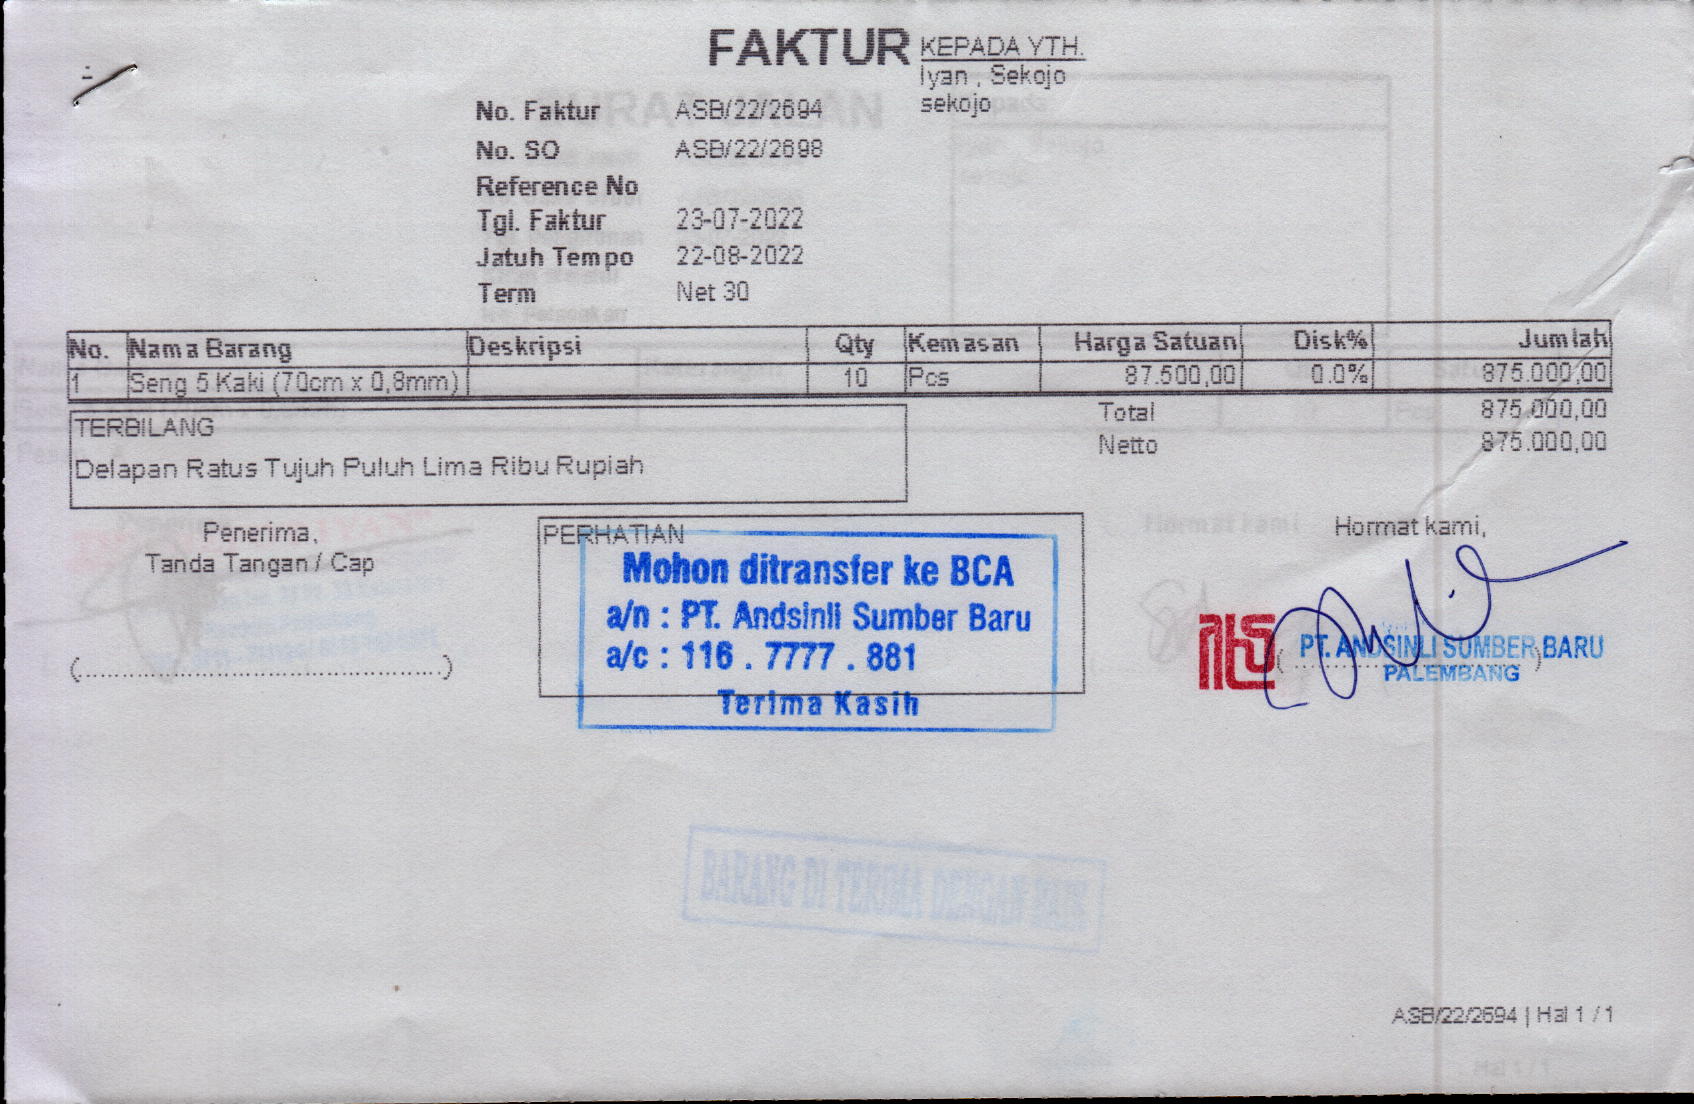 FAKTUR
KEPADA YTH.
Iyan , Sekojo
sekojo
No. Faktur ASB/22/2694
No. SO ASB/22/2698
Reference No
Tgl. Faktur 23-07-2022
Jatuh Tempo 22-08-2022
Term Net 30
No. Nama Barang Deskripsi Qty Kemasan Harga Satuan Disk% Jumlah
1 Seng 5 Kaki (70cm x 0,8mm) 10 Pcs 87.500,00 0.0% 875.000,00
Total 875.000,00
Netto 875.000,00
TERBILANG
Delapan Ratus Tujuh Puluh Lima Ribu Rupiah
Penerima,
Tanda Tangan / Cap
(................................................)
PERHATIAN
Mohon ditransfer ke BCA
a/n : PT. Andsinli Sumber Baru
a/c : 116 . 7777 . 881
Terima Kasih
Hormat kami,
PT. ANDSINLI SUMBER BARU
PALEMBANG
BARANG DI TERIMA DENGAN BAIK
ASB/22/2694 | Hal 1 / 1
Hal 1 / 1